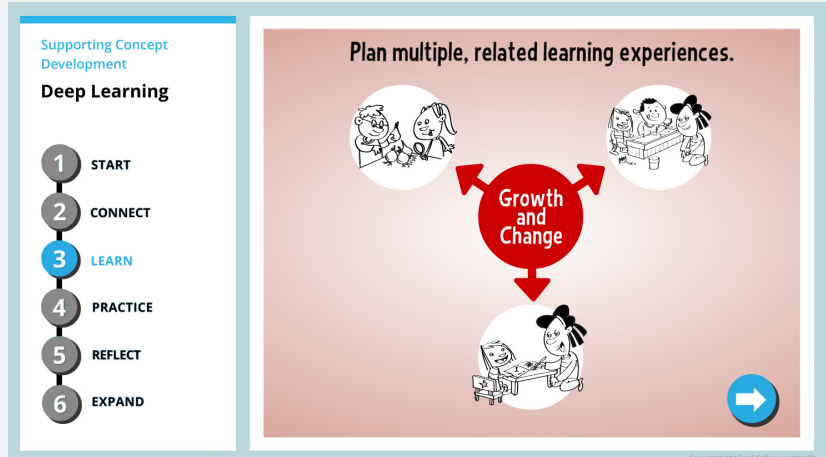 Supporting Concept
Development
Deep Learning
1 START
2 CONNECT
3 LEARN
4 PRACTICE
5 REFLECT
6 EXPAND
Plan multiple, related learning experiences.
Growth
and
Change